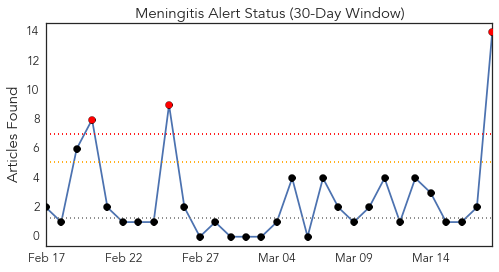 Meningitis Alert Status (30-Day Window)
Articles Found
14
12
10
8
6
4
2
0
Feb 17 Feb 22 Feb 27 Mar 04 Mar 09 Mar 14